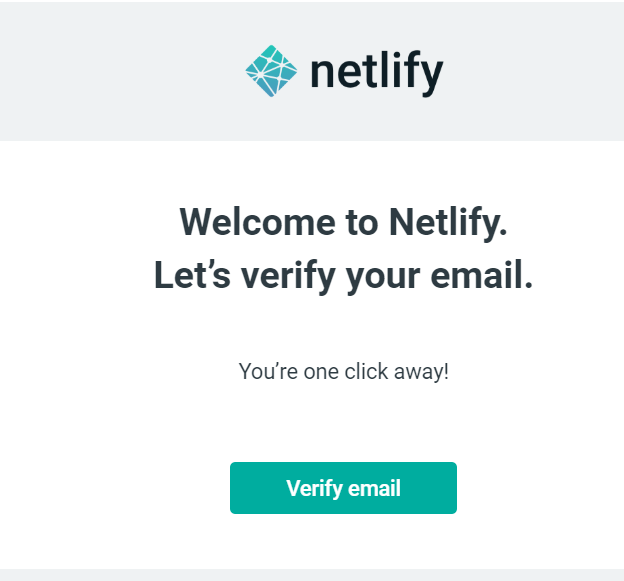 netlify
Welcome to Netlify.
Let’s verify your email.
You’re one click away!
Verify email